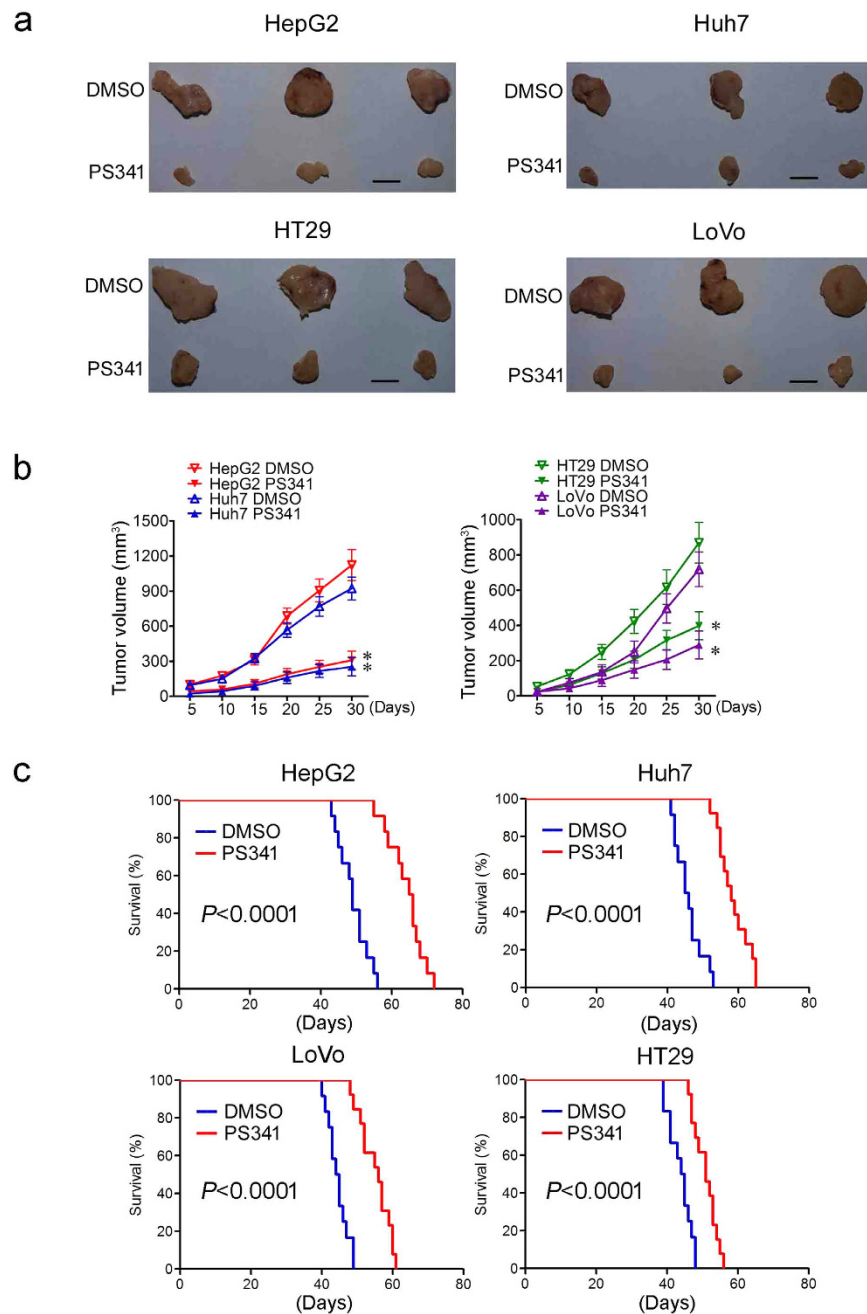 a
HepG2
Huh7
DMSO
PS341
DMSO
PS341
HT29
LoVo
DMSO
PS341
DMSO
PS341
b
HepG2 DMSO
HepG2 PS341
Huh7 DMSO
Huh7 PS341
Tumor volume (mm³)
1500
1200
900
600
300
0
*
*
5 10 15 20 25 30 (Days)
HT29 DMSO
HT29 PS341
LoVo DMSO
LoVo PS341
Tumor volume (mm³)
1000
800
600
400
200
0
*
*
5 10 15 20 25 30 (Days)
c
HepG2
Survival (%)
100
80
60
40
20
0
DMSO
PS341
P<0.0001
0 20 40 60 80
(Days)
Huh7
Survival (%)
100
80
60
40
20
0
DMSO
PS341
P<0.0001
0 20 40 60 80
(Days)
LoVo
Survival (%)
100
80
60
40
20
0
DMSO
PS341
P<0.0001
0 20 40 60 80
(Days)
HT29
Survival (%)
100
80
60
40
20
0
DMSO
PS341
P<0.0001
0 20 40 60 80
(Days)